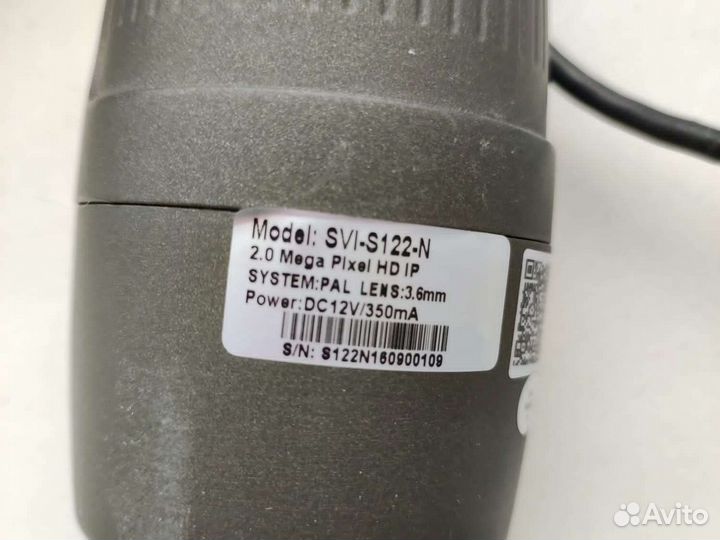 Model: SVI-S122-N
2.0 Mega Pixel HD IP
SYSTEM:PAL LENS:3.6mm
Power:DC12V/350mA
S/N: S122N160900109
Avito